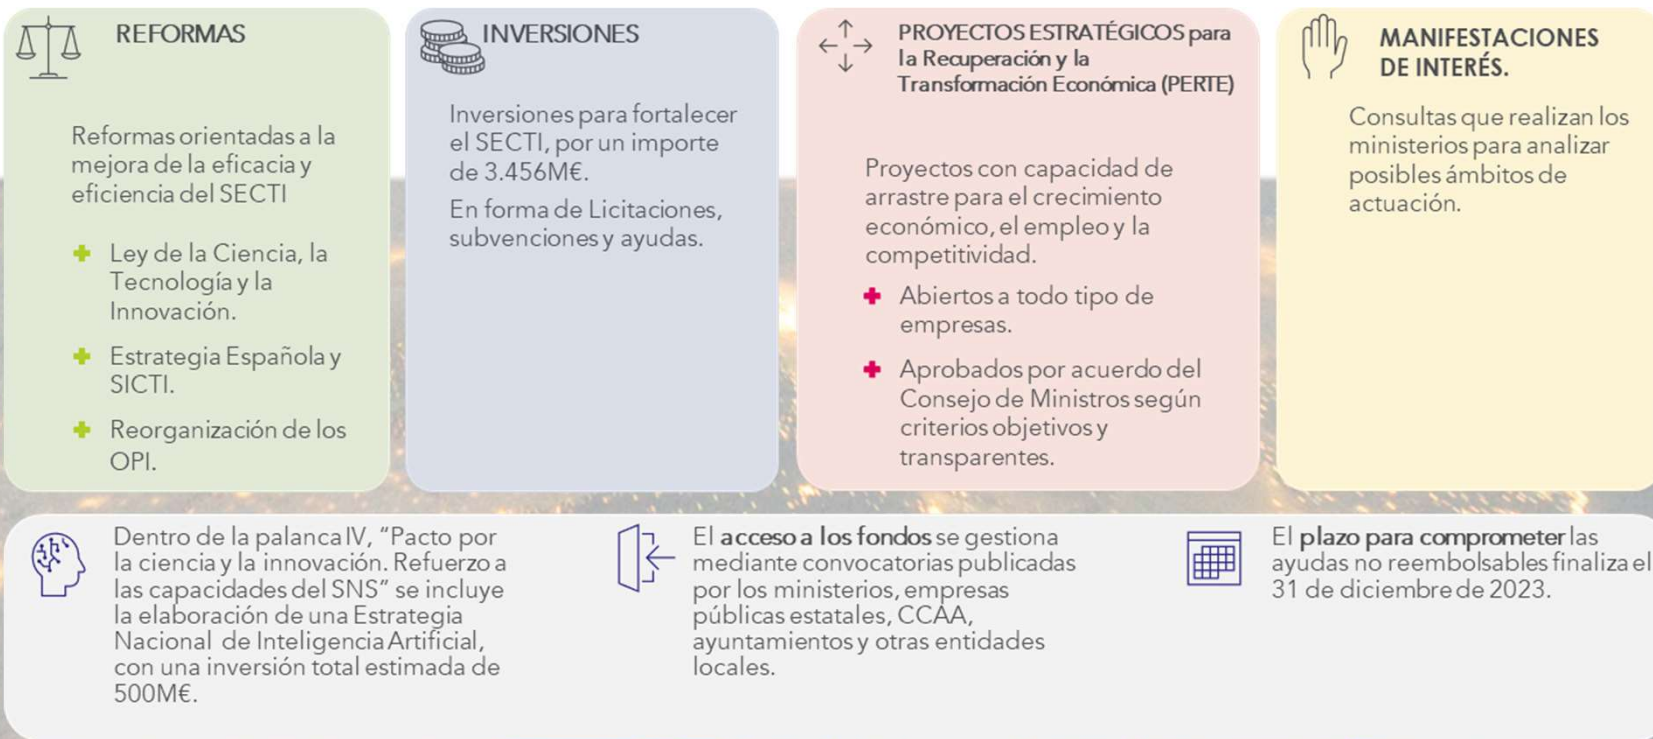 REFORMAS
Reformas orientadas a la
mejora de la eficacia y
eficiencia del SECTI
Ley de la Ciencia, la
Tecnología y la
Innovación.
Estrategia Española y
SICTI.
Reorganización de los
OPI.
INVERSIONES
Inversiones para fortalecer
el SECTI, por un importe
de 3.456M€.
En forma de Licitaciones,
subvenciones y ayudas.
PROYECTOS ESTRATÉGICOS para
la Recuperación y la
Transformación Económica (PERTE)
Proyectos con capacidad de
arrastre para el crecimiento
económico, el empleo y la
competitividad.
Abiertos a todo tipo de
empresas.
Aprobados por acuerdo del
Consejo de Ministros según
criterios objetivos y
transparentes.
MANIFESTACIONES
DE INTERÉS.
Consultas que realizan los
ministerios para analizar
posibles ámbitos de
actuación.
Dentro de la palanca IV, “Pacto por
la ciencia y la innovación. Refuerzo a
las capacidades del SNS” se incluye
la elaboración de una Estrategia
Nacional de Inteligencia Artificial,
con una inversión total estimada de
500M€.
El acceso a los fondos se gestiona
mediante convocatorias publicadas
por los ministerios, empresas
públicas estatales, CCAA,
ayuntamientos y otras entidades
locales.
El plazo para comprometer las
ayudas no reembolsables finaliza el
31 de diciembre de 2023.